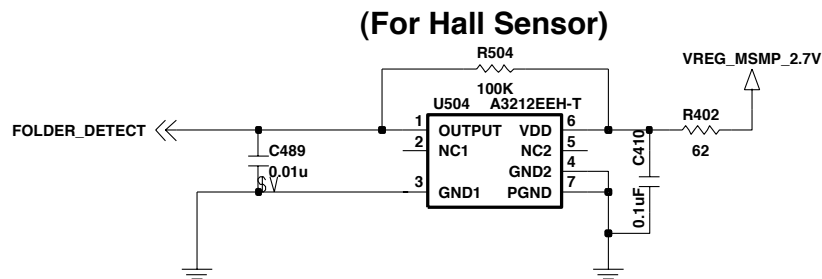 (For Hall Sensor)
R504
VREG_MSMP_2.7V
100K
U504 A3212EEH-T
R402
FOLDER_DETECT
1 OUTPUT VDD 6
62
2 NC1 NC2 5
C410
C489
0.01u
GND2 4
$ V
3 GND1 PGND 7
0.1uF